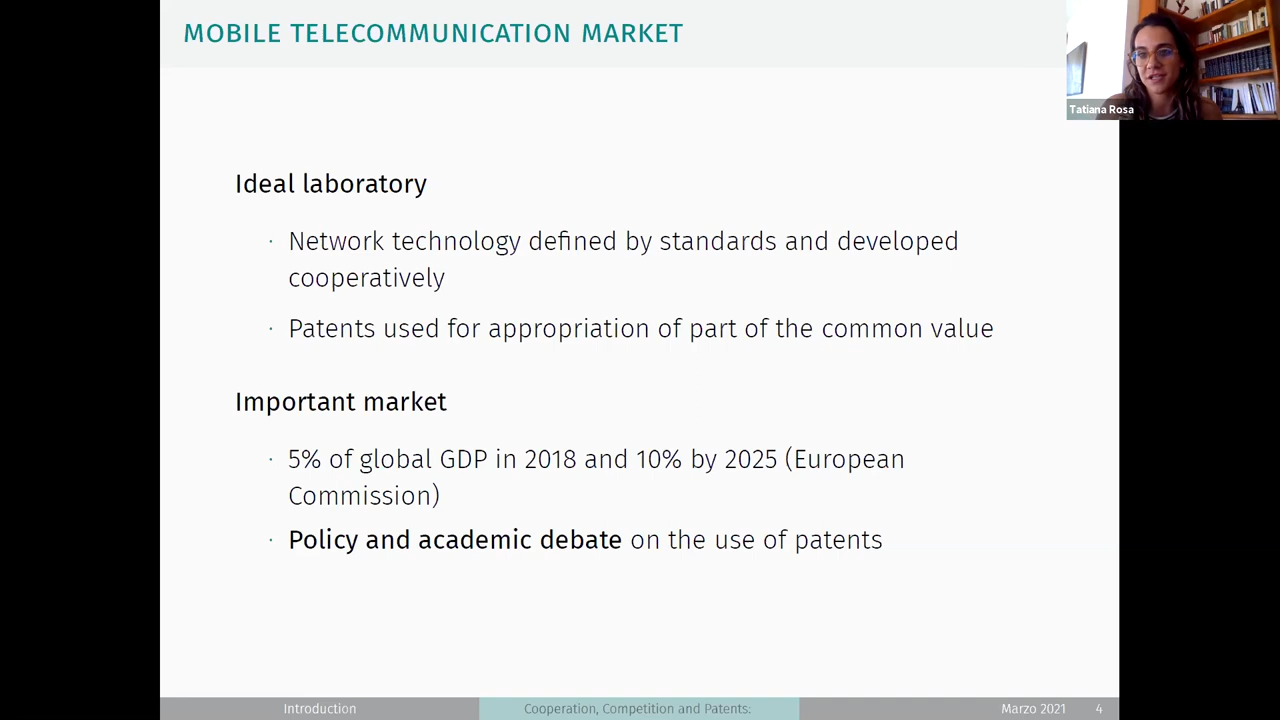 MOBILE TELECOMMUNICATION MARKET
Tatiana Rosa
Ideal laboratory
· Network technology defined by standards and developed
cooperatively
· Patents used for appropriation of part of the common value
Important market
· 5% of global GDP in 2018 and 10% by 2025 (European
Commission)
· Policy and academic debate on the use of patents
Introduction
Cooperation, Competition and Patents:
Marzo 2021
4